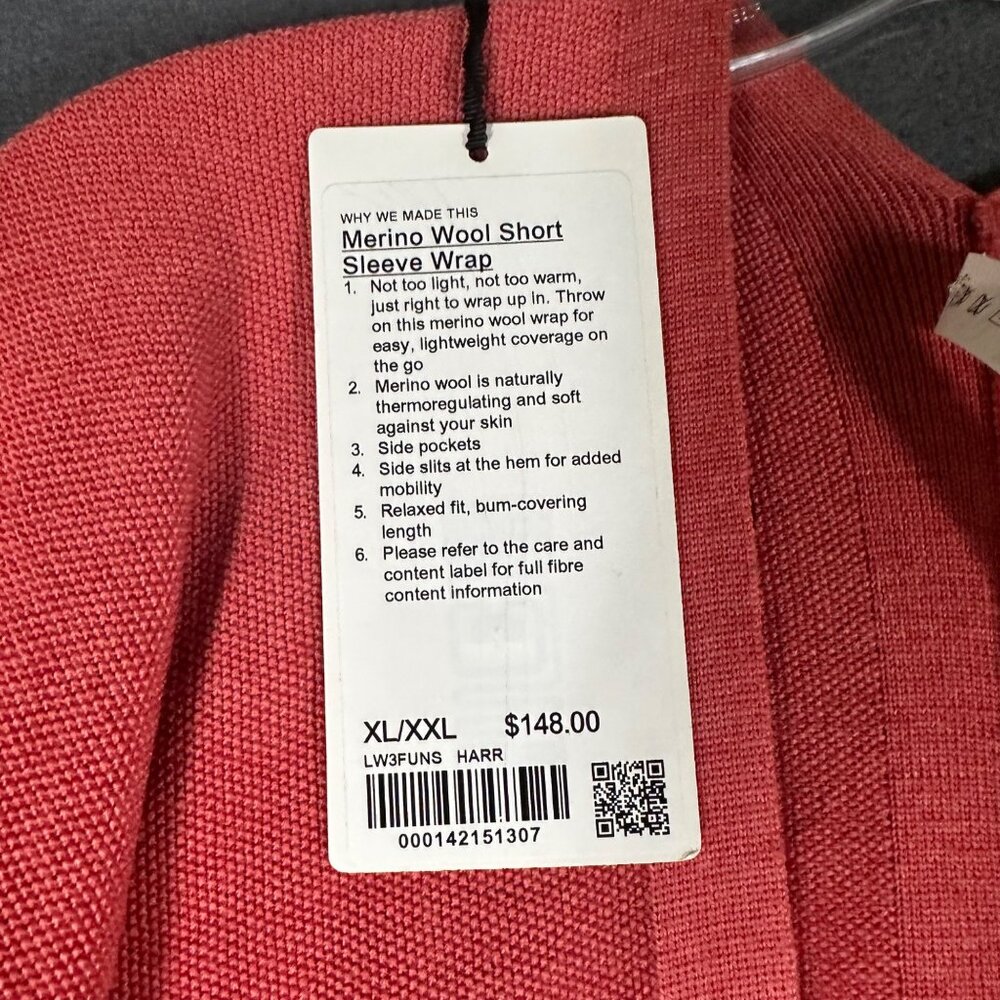 WHY WE MADE THIS
Merino Wool Short
Sleeve Wrap
1. Not too light, not too warm,
just right to wrap up in. Throw
on this merino wool wrap for
easy, lightweight coverage on
the go
2. Merino wool is naturally
thermoregulating and soft
against your skin
3. Side pockets
4. Side slits at the hem for added
mobility
5. Relaxed fit, bum-covering
length
6. Please refer to the care and
content label for full fibre
content information
XL/XXL $148.00
LW3FUNS HARR
000142151307